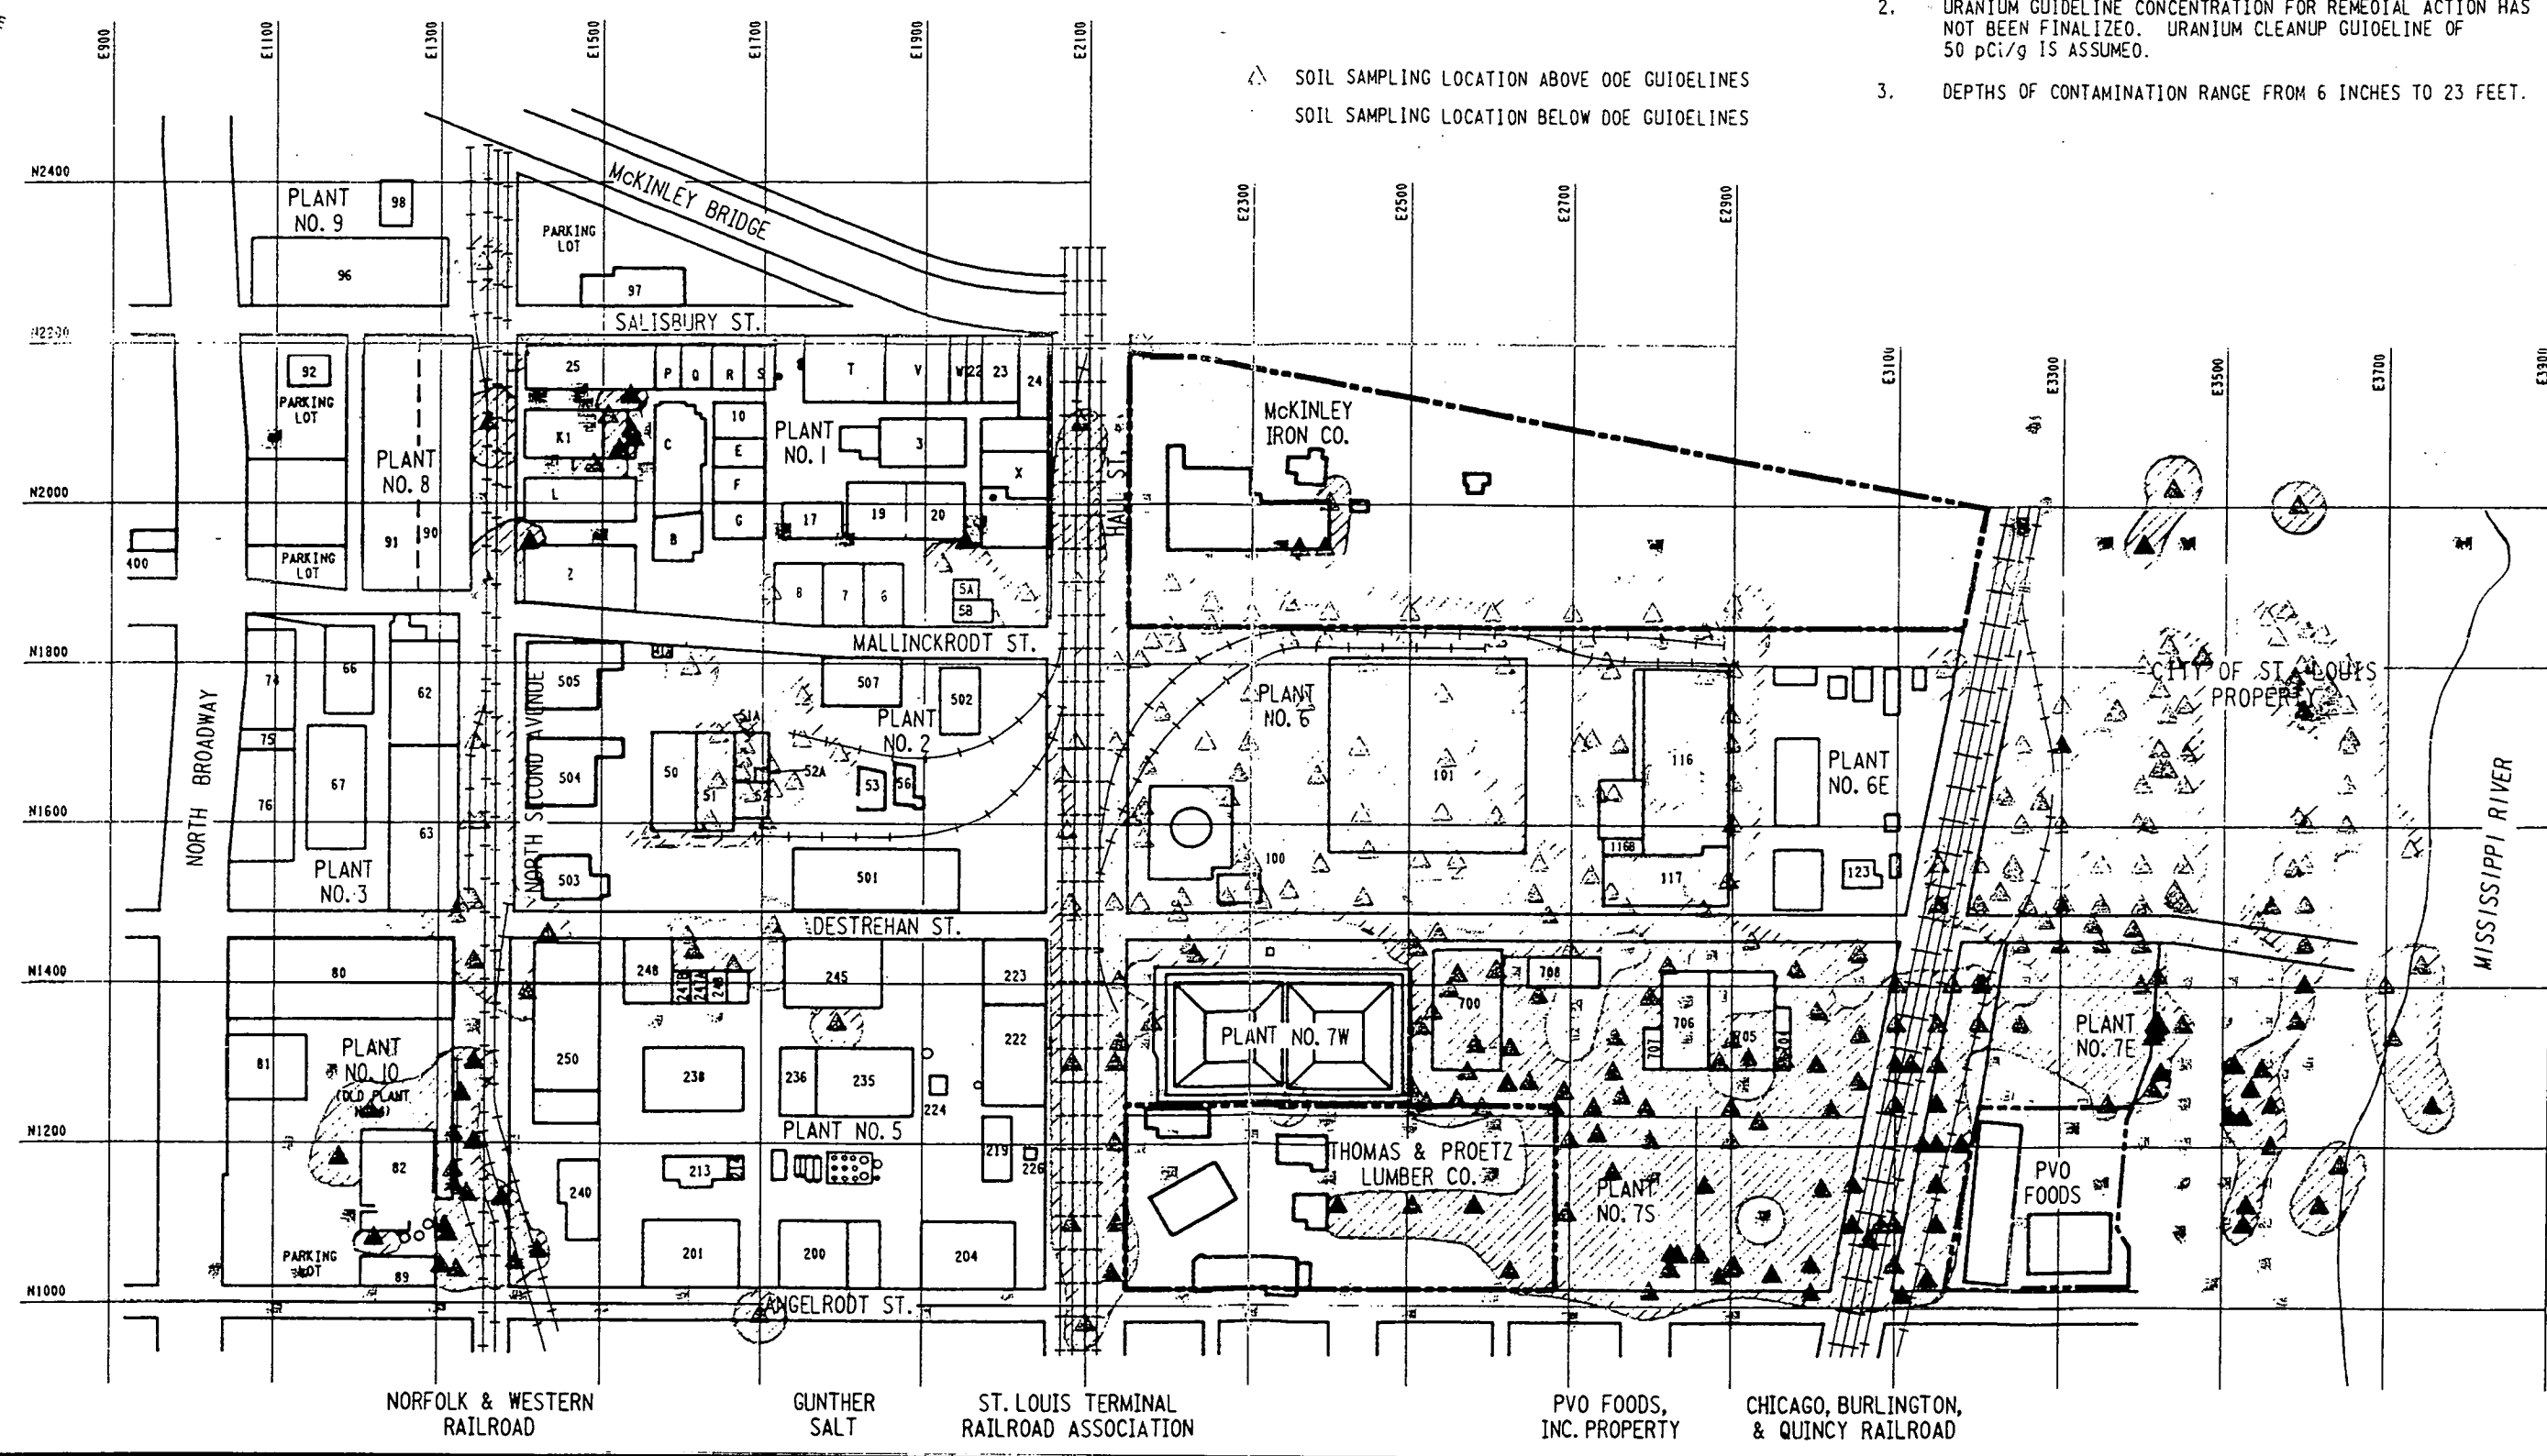 2. URANIUM GUIDELINE CONCENTRATION FOR REMEDIAL ACTION HAS
NOT BEEN FINALIZED. URANIUM CLEANUP GUIDELINE OF
50 pCi/g IS ASSUMED.
3. DEPTHS OF CONTAMINATION RANGE FROM 6 INCHES TO 23 FEET.
SOIL SAMPLING LOCATION ABOVE DOE GUIDELINES
SOIL SAMPLING LOCATION BELOW DOE GUIDELINES
E900
E1100
E1300
E1500
E1700
E1900
E2100
E2300
E2500
E2700
E2900
E3100
E3300
E3500
E3700
E3900
N2400
N2200
N2000
N1800
N1600
N1400
N1200
N1000
McKINLEY BRIDGE
PLANT
NO. 9
98
96
PARKING
LOT
97
SALISBURY ST.
92
PARKING
LOT
PLANT
NO. 8
91
90
PARKING
LOT
400
25
P
Q
R
S
T
V
W
22
23
24
K1
C
10
E
F
G
PLANT
NO. 1
3
X
L
B
17
19
20
Z
8
7
6
5A
5B
HALL ST.
McKINLEY
IRON CO.
MALLINCKRODT ST.
NORTH BROADWAY
74
75
76
66
67
62
63
PLANT
NO. 3
NORTH SECOND AVENUE
505
504
503
41A
507
502
PLANT
NO. 2
50
51
51A
52
52A
53
56
501
DESTREHAN ST.
PLANT
NO. 6
101
100
116
116B
117
PLANT
NO. 6E
123
CITY OF ST. LOUIS
PROPERTY
MISSISSIPPI RIVER
80
81
PLANT
NO. 10
(OLD PLANT
82
PARKING
LOT
89
250
240
248
247B
247A
245
223
222
238
236
235
224
PLANT NO. 5
213
219
226
201
200
204
ANGELRODT ST.
PLANT NO. 7W
700
708
707
706
705
PLANT
NO. 7E
THOMAS & PROETZ
LUMBER CO.
PLANT
NO. 7S
PVO
FOODS
NORFOLK & WESTERN
RAILROAD
GUNTHER
SALT
ST. LOUIS TERMINAL
RAILROAD ASSOCIATION
PVO FOODS,
INC. PROPERTY
CHICAGO, BURLINGTON,
& QUINCY RAILROAD